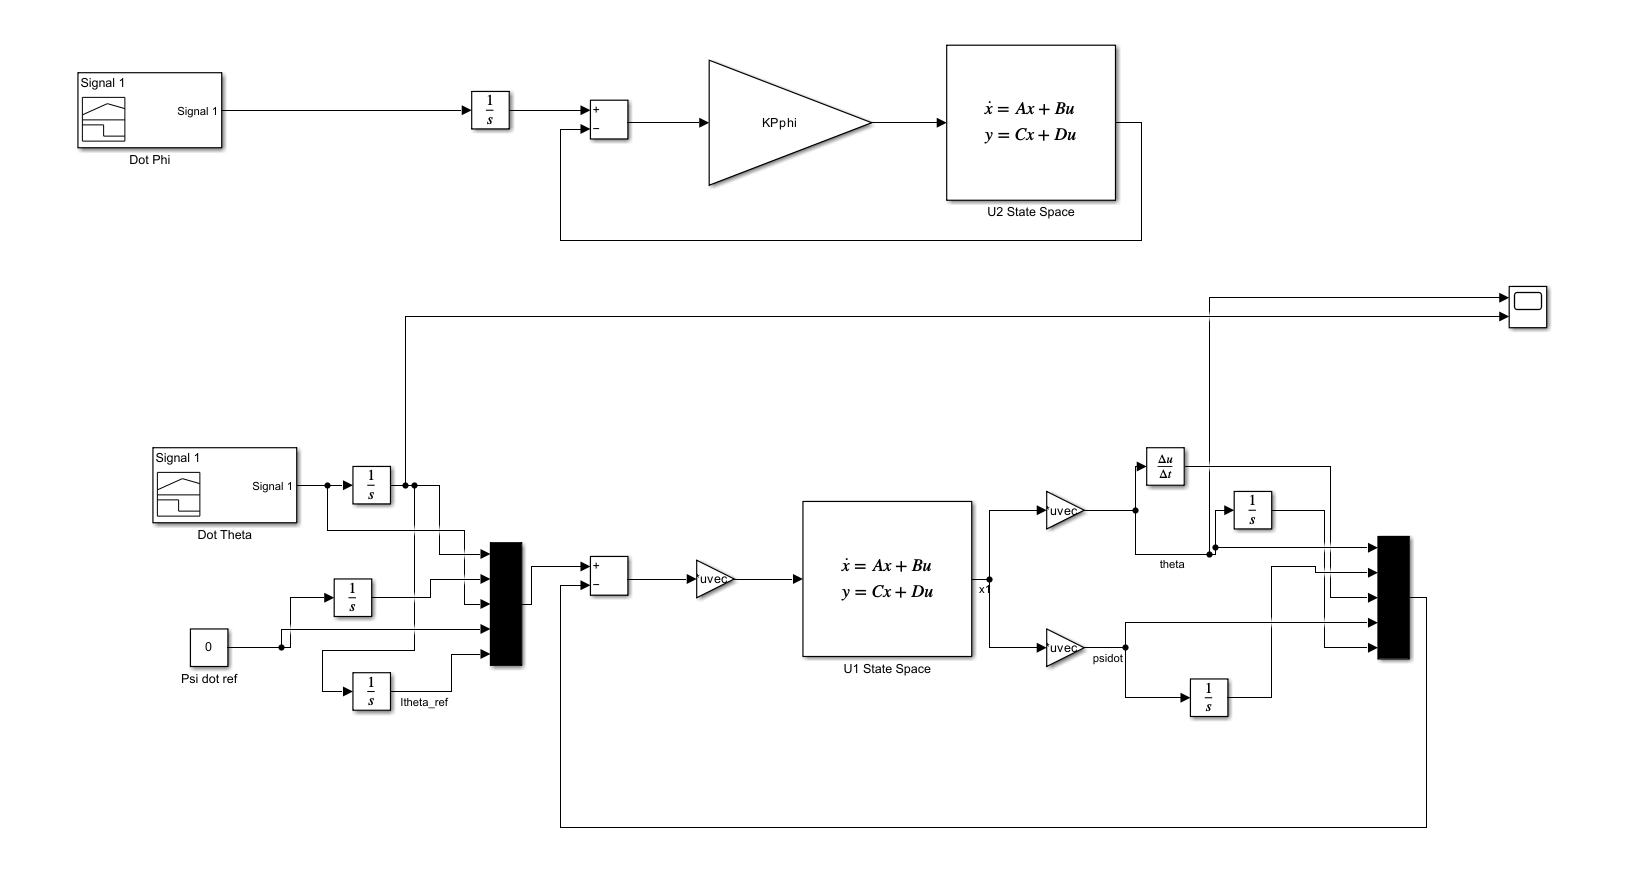 Signal 1
Signal 1
Dot Phi
1
s
+
−
KPphi
ẋ = Ax + Bu
y = Cx + Du
U2 State Space
Signal 1
Signal 1
Dot Theta
1
s
1
s
0
Psi dot ref
1
s
Itheta_ref
+
−
'uvec
ẋ = Ax + Bu
y = Cx + Du
U1 State Space
x1
'uvec
Δu
Δt
1
s
theta
'uvec
psidot
1
s